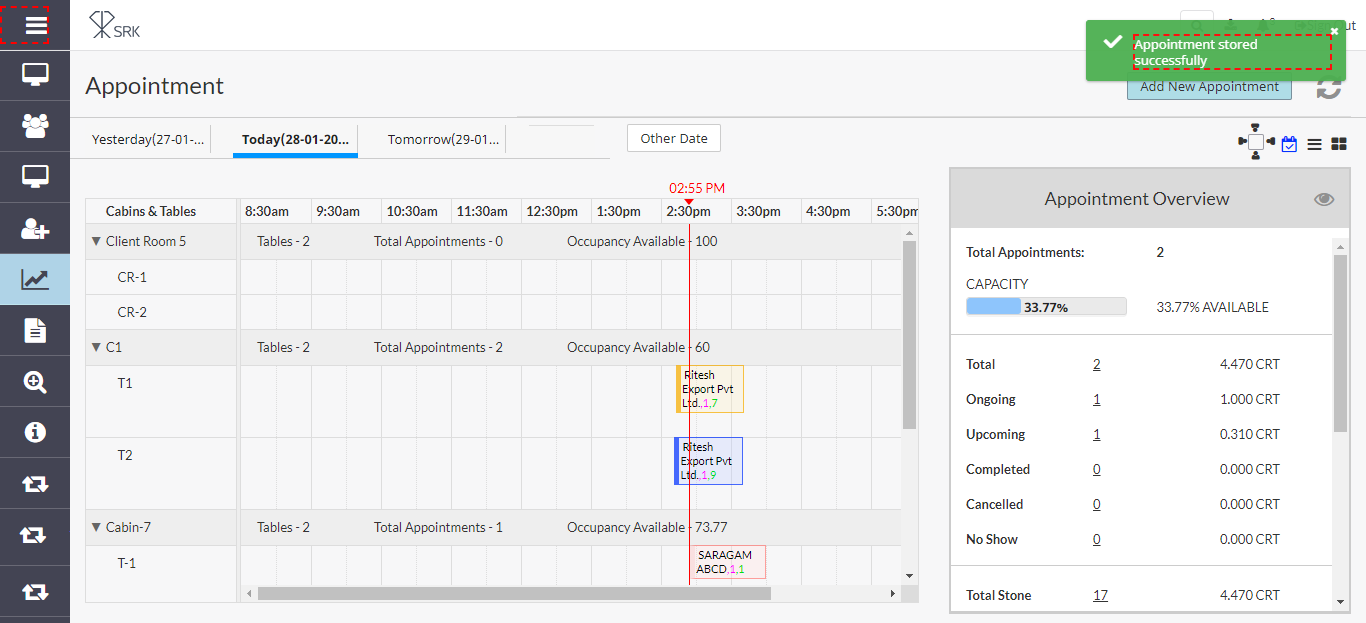 SRK
Appointment stored
successfully
Appointment
Add New Appointment
Yesterday(27-01-...
Today(28-01-20...
Tomorrow(29-01...
Other Date
02:55 PM
Cabins & Tables 8:30am 9:30am 10:30am 11:30am 12:30pm 1:30pm 2:30pm 3:30pm 4:30pm 5:30pm
Client Room 5 Tables - 2 Total Appointments - 0 Occupancy Available - 100
CR-1
CR-2
C1 Tables - 2 Total Appointments - 2 Occupancy Available - 60
T1
Ritesh
Export Pvt
Ltd.,1,7
T2
Ritesh
Export Pvt
Ltd.,1,9
Cabin-7 Tables - 2 Total Appointments - 1 Occupancy Available - 73.77
T-1
SARAGAM
ABCD,1,1
Appointment Overview
Total Appointments: 2
CAPACITY
33.77% 33.77% AVAILABLE
Total 2 4.470 CRT
Ongoing 1 1.000 CRT
Upcoming 1 0.310 CRT
Completed 0 0.000 CRT
Cancelled 0 0.000 CRT
No Show 0 0.000 CRT
Total Stone 17 4.470 CRT